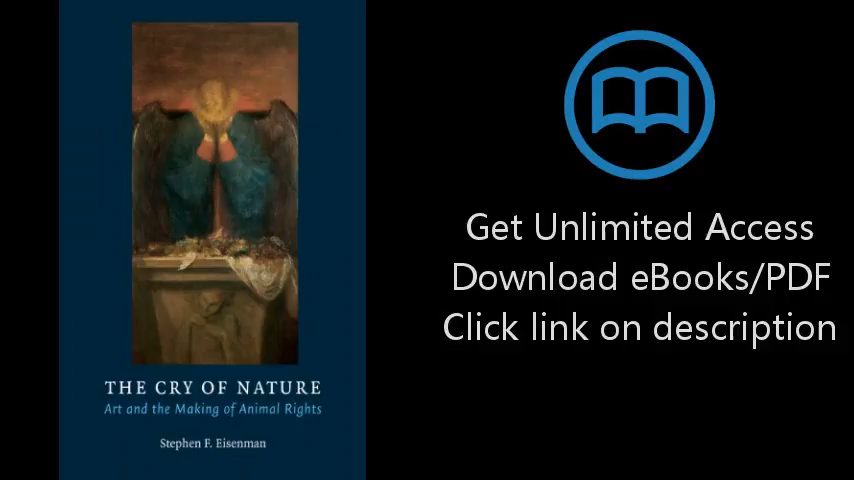 THE CRY OF NATURE
Art and the Making of Animal Rights
Stephen F. Eisenman
Get Unlimited Access
Download eBooks/PDF
Click link on description